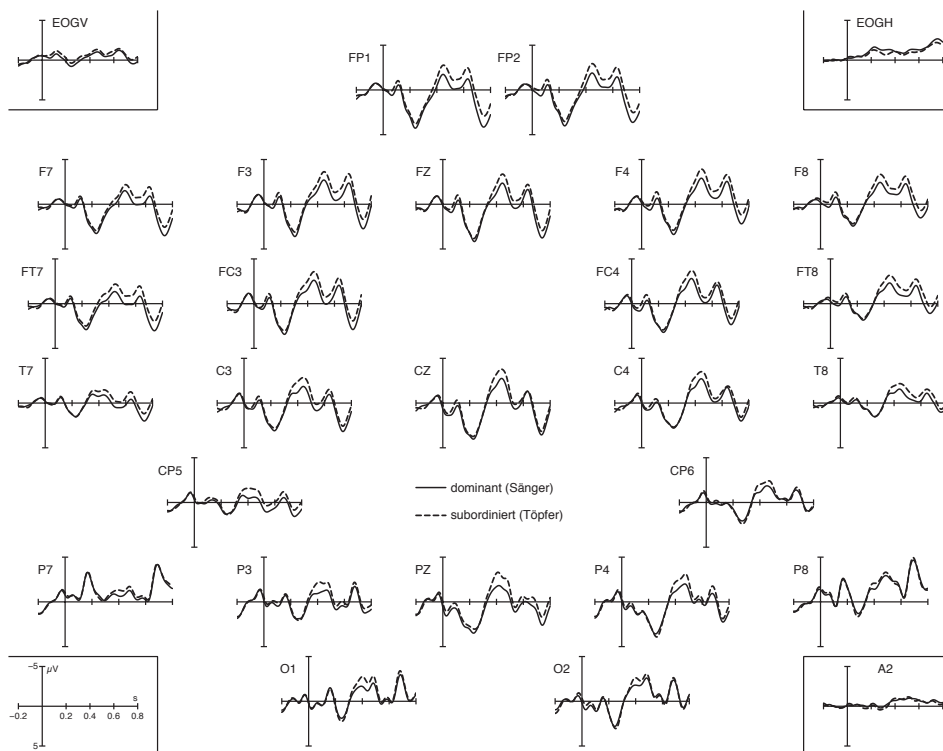 EOGV
EOGH
FP1
FP2
F7
F3
FZ
F4
F8
FT7
FC3
FC4
FT8
T7
C3
CZ
C4
T8
CP5
CP6
dominant (Sänger)
subordiniert (Töpfer)
P7
P3
PZ
P4
P8
O1
O2
A2
−5
µV
s
−0.2 0.2 0.4 0.6 0.8
5